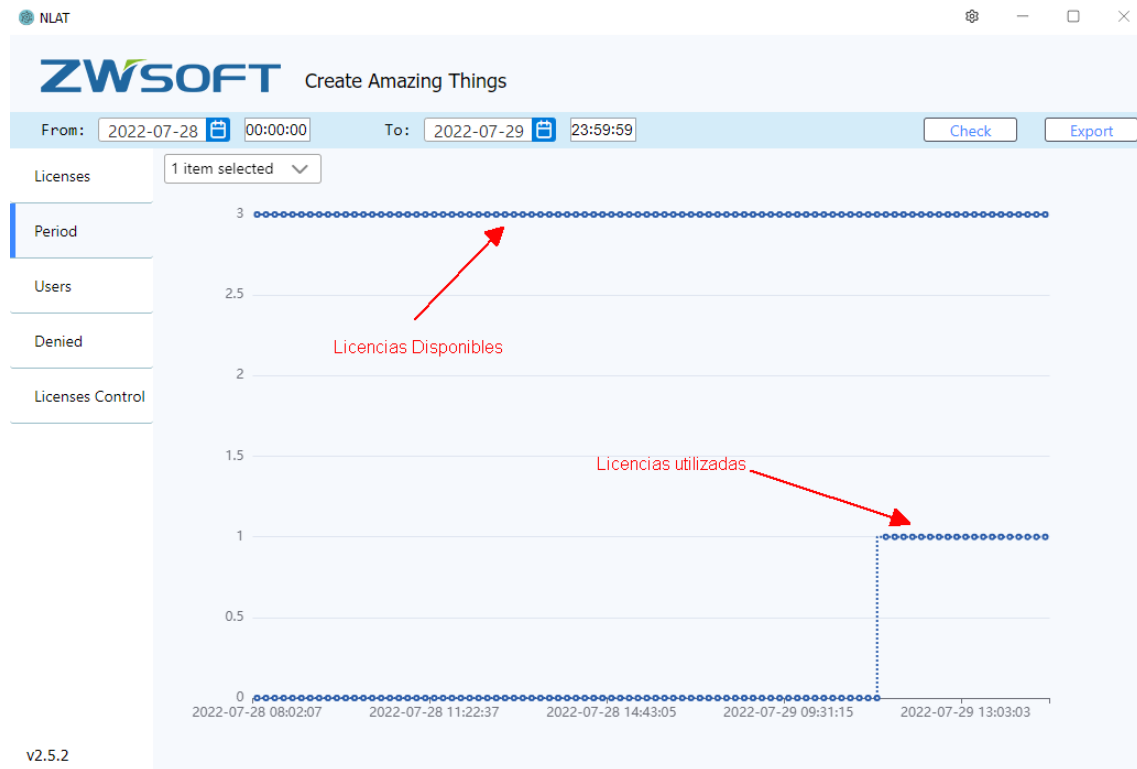 NLAT
ZWSOFT Create Amazing Things
From: 2022-07-28 00:00:00 To: 2022-07-29 23:59:59 Check Export
Licenses
Period
Users
Denied
Licenses Control
1 item selected
3
2.5
2
1.5
1
0.5
0
Licencias Disponibles
Licencias utilizadas
2022-07-28 08:02:07 2022-07-28 11:22:37 2022-07-28 14:43:05 2022-07-29 09:31:15 2022-07-29 13:03:03
v2.5.2